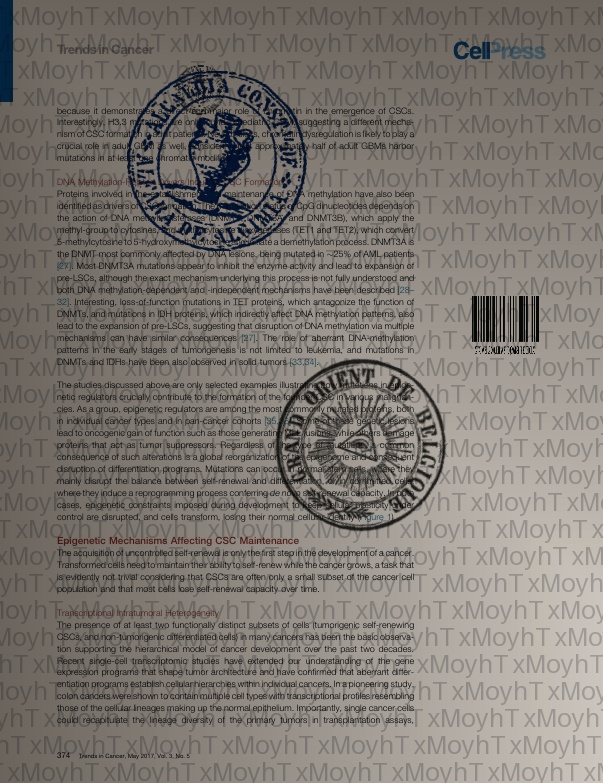 Trends in Cancer
CellPress
because it demonstrates a role in the emergence of CSCs.
Interestingly, H3.3 suggesting a different mecha-
nism of CSC formation dysregulation is likely to play a
crucial role in adult as well, half of adult GBMs harbor
mutations in at chromatin
DNA Methylation
Proteins involved in the methylation have also been
identified as drivers of CpG dinucleotides depends on
the action of DNA and DNMT3B), which apply the
methyl-group to cytosines, (TET1 and TET2), which convert
5-methylcytosine to a demethylation process. DNMT3A is
the DNMT most commonly affected by DNA lesions, being mutated in ~25% of AML patients
[27]. Most DNMT3A mutations appear to inhibit the enzyme activity and lead to expansion of
pre-LSCs, although the exact mechanism underlying this process is not fully understood and
both DNA methylation-dependent and -independent mechanisms have been described [28–
32]. Interesting, loss-of-function mutations in TET proteins, which antagonize the function of
DNMTs, and mutations in IDH proteins, which indirectly affect DNA methylation patterns, also
lead to the expansion of pre-LSCs, suggesting that disruption of DNA methylation via multiple
mechanisms can have similar consequences [27]. The role of aberrant DNA-methylation
patterns in the early stages of tumorigenesis is not limited to leukemia, and mutations in
DNMTs and IDHs have been also observed in solid tumors [33,34].
The studies discussed above are only selected examples
netic regulators crucially contribute to the formation of the
cies. As a group, epigenetic regulators are among the most commonly mutated proteins, both
in individual cancer types and in pan-cancer cohorts genetic lesions
lead to oncogenic gain of function such as those generating while others damage
proteins that act as tumor suppressors. Regardless of common
consequence of such alterations is a global reorganization of consequent
disruption of differentiation programs. Mutations can occur where they
mainly disrupt the balance between self-renewal and cells,
where they induce a reprogramming process conferring de novo self-renewal capacity. In both
cases, epigenetic constraints imposed during development to plasticity under
control are disrupted, and cells transform, losing their normal cellular identity (Figure 1).
Epigenetic Mechanisms Affecting CSC Maintenance
The acquisition of uncontrolled self-renewal is only the first step in the development of a cancer.
Transformed cells need to maintain their ability to self-renew while the cancer grows, a task that
is evidently not trivial considering that CSCs are often only a small subset of the cancer cell
population and that most cells lose self-renewal capacity over time.
Transcriptional Intratumoral Heterogeneity
The presence of at least two functionally distinct subsets of cells (tumorigenic self-renewing
CSCs, and non-tumorigenic differentiated cells) in many cancers has been the basic observa-
tion supporting the hierarchical model of cancer development over the past two decades.
Recent single-cell transcriptomic studies have extended our understanding of the gene
expression programs that shape tumor architecture and have confirmed that aberrant differ-
entiation programs establish cellular hierarchies within individual cancers. In a pioneering study,
colon cancers were shown to contain multiple cell types with transcriptional profiles resembling
those of the cellular lineages making up the normal epithelium. Importantly, single cancer cells
could recapitulate the lineage diversity of the primary tumors in transplantation assays,
374 Trends in Cancer, May 2017, Vol. 3, No. 5